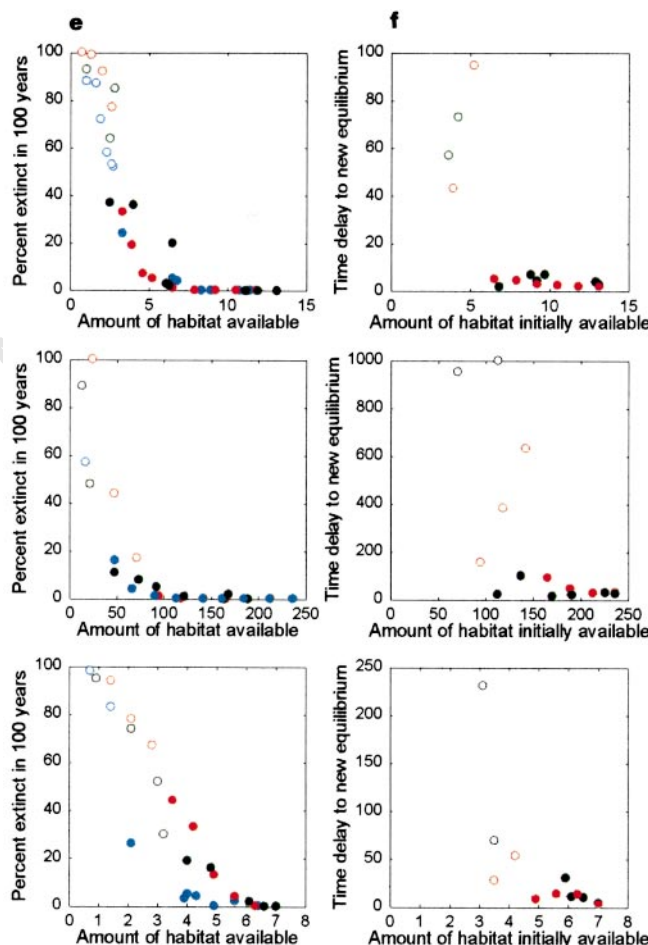 e
f
Percent extinct in 100 years
100
80
60
40
20
0
0 5 10 15
Amount of habitat available
Time delay to new equilibrium
100
80
60
40
20
0
0 5 10 15
Amount of habitat initially available
Percent extinct in 100 years
100
80
60
40
20
0
0 50 100 150 200 250
Amount of habitat available
Time delay to new equilibrium
1000
800
600
400
200
0
0 50 100 150 200 250
Amount of habitat initially available
Percent extinct in 100 years
100
80
60
40
20
0
0 1 2 3 4 5 6 7 8
Amount of habitat available
Time delay to new equilibrium
250
200
150
100
50
0
0 1 2 3 4 5 6 7 8
Amount of habitat initially available